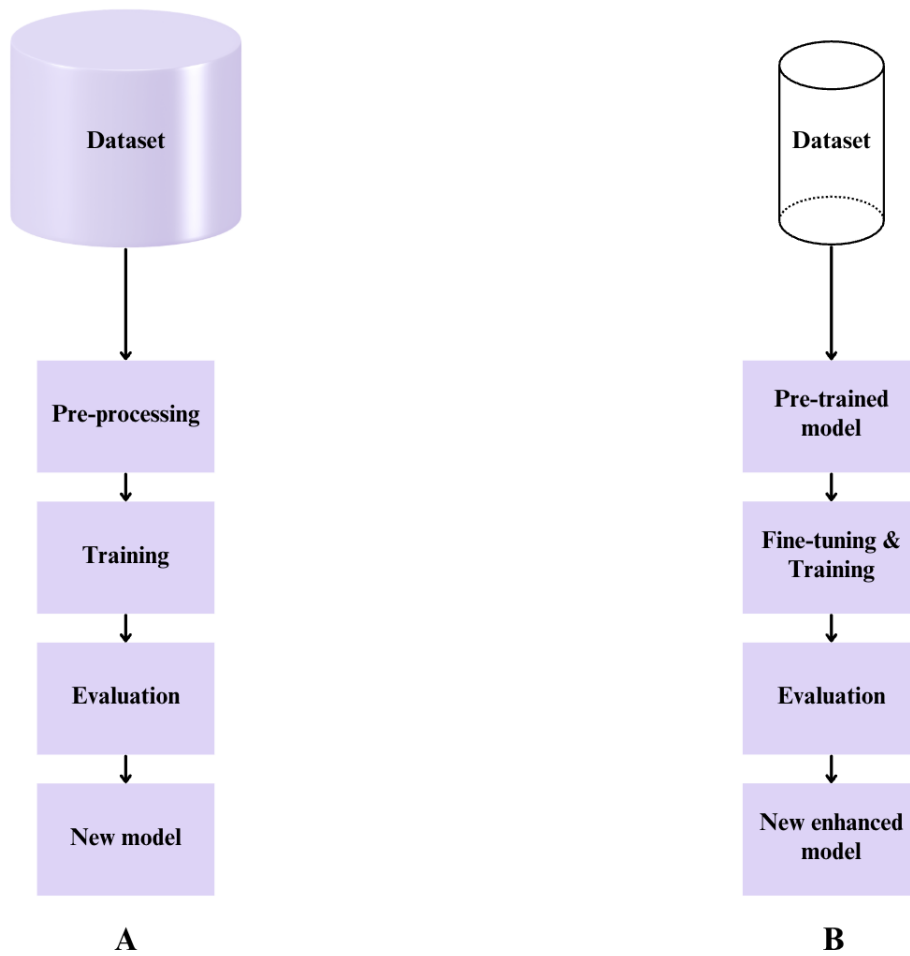 Dataset
Pre-processing
Training
Evaluation
New model
A
Dataset
Pre-trained
model
Fine-tuning &
Training
Evaluation
New enhanced
model
B